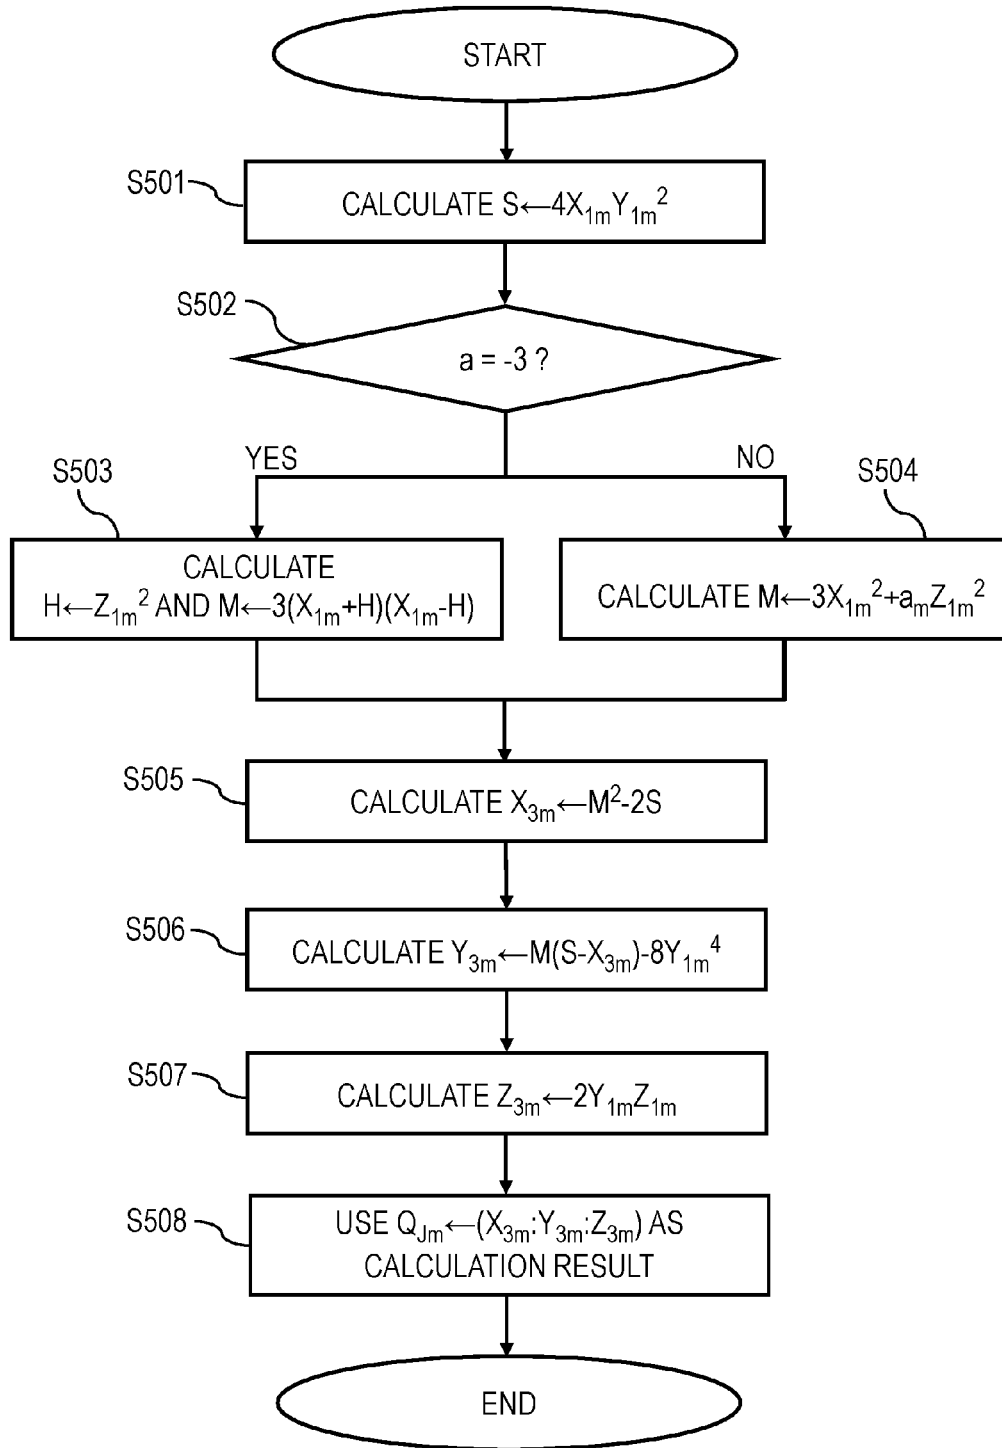 START
S501
CALCULATE S←4X₁ₘY₁ₘ²
S502
a = -3 ?
YES
NO
S503
S504
CALCULATE
H←Z₁ₘ² AND M←3(X₁ₘ+H)(X₁ₘ-H)
CALCULATE M←3X₁ₘ²+aₘZ₁ₘ²
S505
CALCULATE X₃ₘ←M²-2S
S506
CALCULATE Y₃ₘ←M(S-X₃ₘ)-8Y₁ₘ⁴
S507
CALCULATE Z₃ₘ←2Y₁ₘZ₁ₘ
S508
USE Q_Jm←(X₃ₘ:Y₃ₘ:Z₃ₘ) AS
CALCULATION RESULT
END